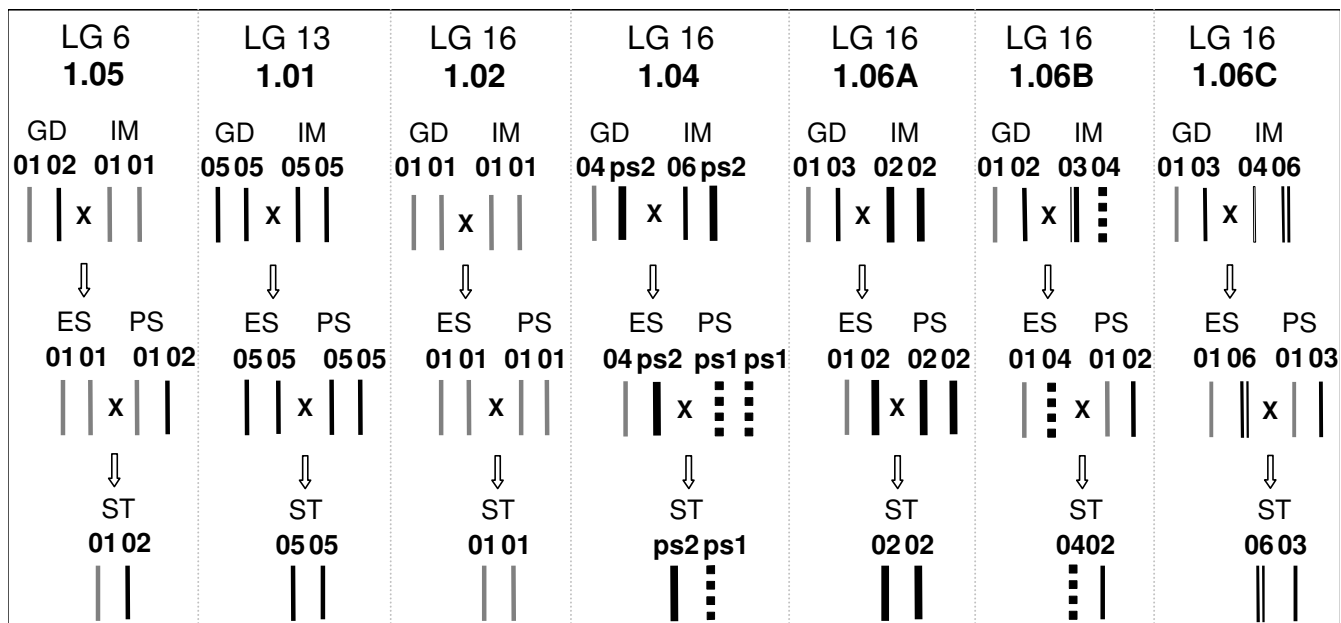 LG 6 LG 13 LG 16 LG 16 LG 16 LG 16 LG 16
1.05 1.01 1.02 1.04 1.06A 1.06B 1.06C
GD IM GD IM GD IM GD IM GD IM GD IM GD IM
01 02 01 01 05 05 05 05 01 01 01 01 04 ps2 06 ps2 01 03 02 02 01 02 03 04 01 03 04 06
x x x x x x x
ES PS ES PS ES PS ES PS ES PS ES PS ES PS
01 01 01 02 05 05 05 05 01 01 01 01 04 ps2 ps1 ps1 01 02 02 02 01 04 01 02 01 06 01 03
x x x x x x x
ST ST ST ST ST ST ST
01 02 05 05 01 01 ps2 ps1 02 02 04 02 06 03